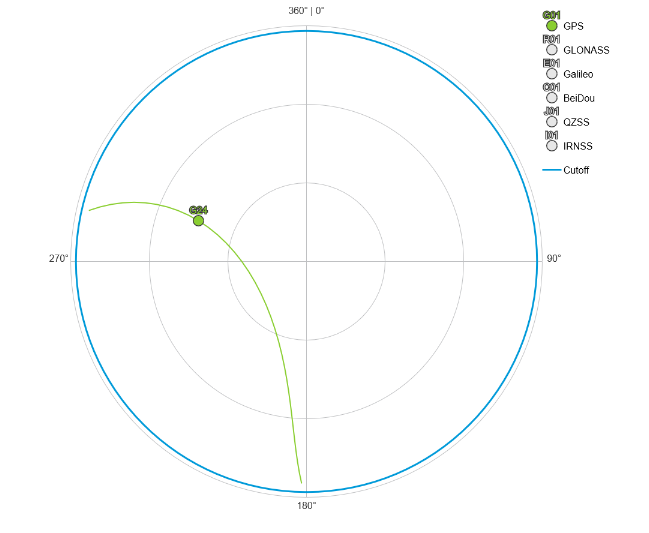 360° | 0°
G01
GPS
R01
GLONASS
E01
Galileo
C01
BeiDou
J01
QZSS
I01
IRNSS
Cutoff
G24
270°
90°
180°